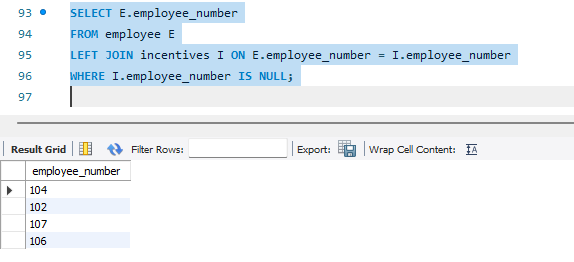 93 SELECT E.employee_number
94 FROM employee E
95 LEFT JOIN incentives I ON E.employee_number = I.employee_number
96 WHERE I.employee_number IS NULL;
97
Result Grid Filter Rows: Export: Wrap Cell Content:
employee_number
104
102
107
106